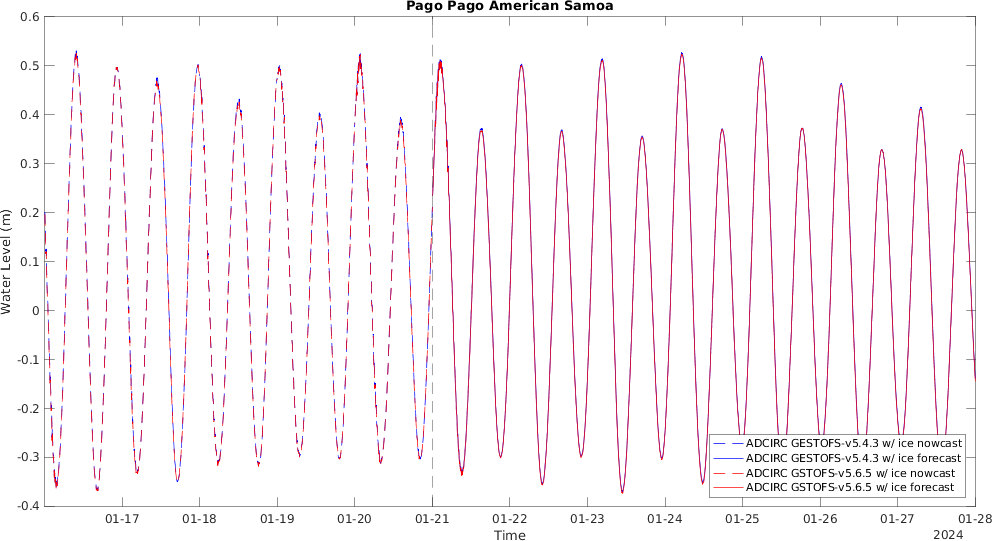 Pago Pago American Samoa
0.6
0.5
0.4
0.3
0.2
0.1
0
-0.1
-0.2
-0.3
-0.4
Water Level (m)
ADCIRC GESTOFS-v5.4.3 w/ ice nowcast
ADCIRC GESTOFS-v5.4.3 w/ ice forecast
ADCIRC GSTOFS-v5.6.5 w/ ice nowcast
ADCIRC GSTOFS-v5.6.5 w/ ice forecast
01-17 01-18 01-19 01-20 01-21 01-22 01-23 01-24 01-25 01-26 01-27 01-28
Time
2024